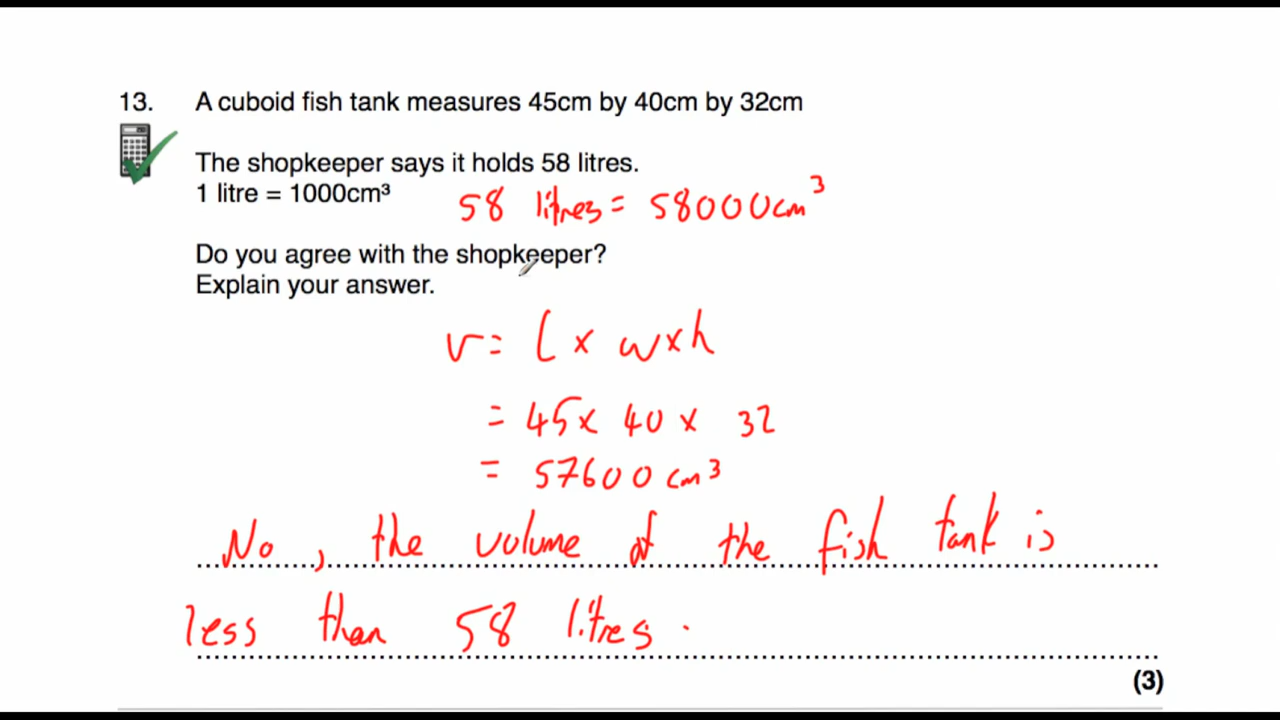 13. A cuboid fish tank measures 45cm by 40cm by 32cm
The shopkeeper says it holds 58 litres.
1 litre = 1000cm³
58 litres = 58000cm³
Do you agree with the shopkeeper?
Explain your answer.
v = l × w × h
= 45 × 40 × 32
= 57600 cm³
No, the volume of the fish tank is
less than 58 litres.
(3)